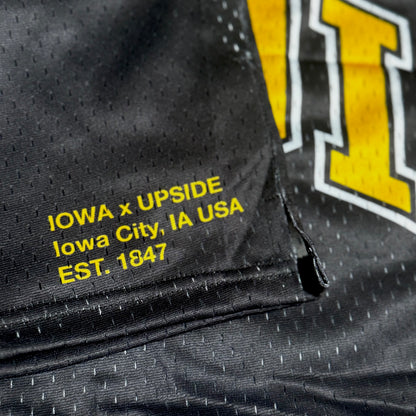 IOWA x UPSIDE
Iowa City, IA USA
EST. 1847